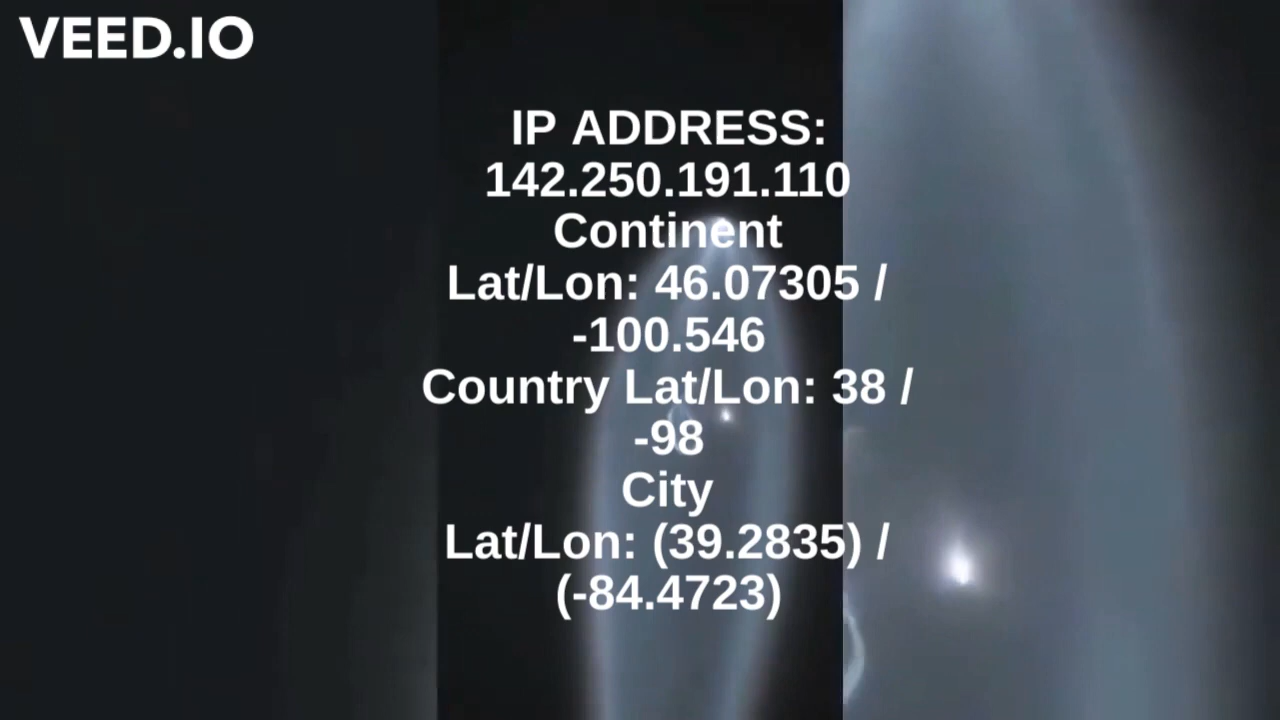 VEED.IO
IP ADDRESS:
142.250.191.110
Continent
Lat/Lon: 46.07305 /
-100.546
Country Lat/Lon: 38 /
-98
City
Lat/Lon: (39.2835) /
(-84.4723)